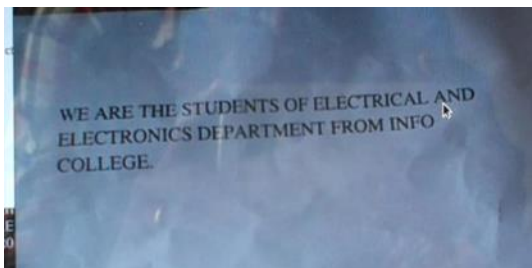 WE ARE THE STUDENTS OF ELECTRICAL AND
ELECTRONICS DEPARTMENT FROM INFO
COLLEGE.